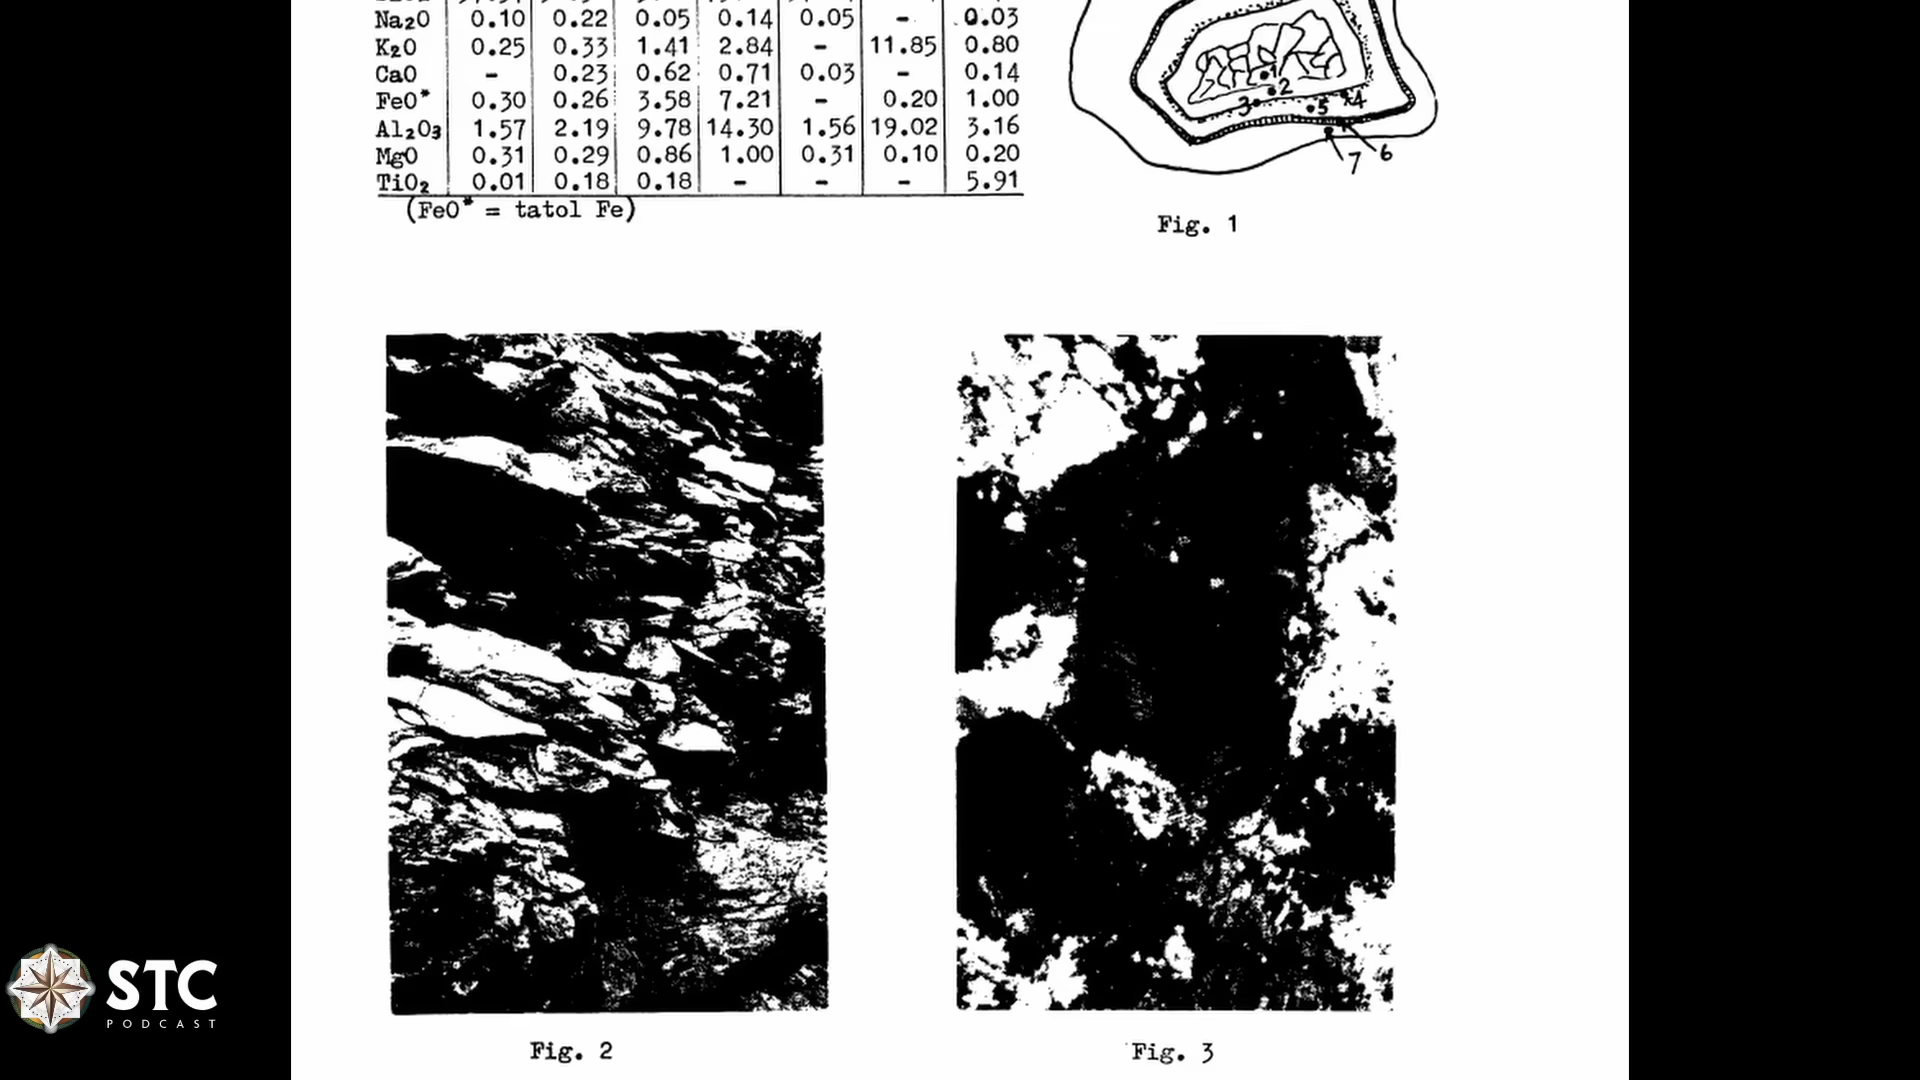 Na₂O 0.10 0.22 0.05 0.14 0.05 - 0.03
K₂O 0.25 0.33 1.41 2.84 - 11.85 0.80
CaO - 0.23 0.62 0.71 0.03 - 0.14
FeO* 0.30 0.26 3.58 7.21 - 0.20 1.00
Al₂O₃ 1.57 2.19 9.78 14.30 1.56 19.02 3.16
MgO 0.31 0.29 0.86 1.00 0.31 0.10 0.20
TiO₂ 0.01 0.18 0.18 - - - 5.91
(FeO* = tatol Fe)
1
2
3
5
4
7
6
Fig. 1
Fig. 2
Fig. 3
STC
PODCAST